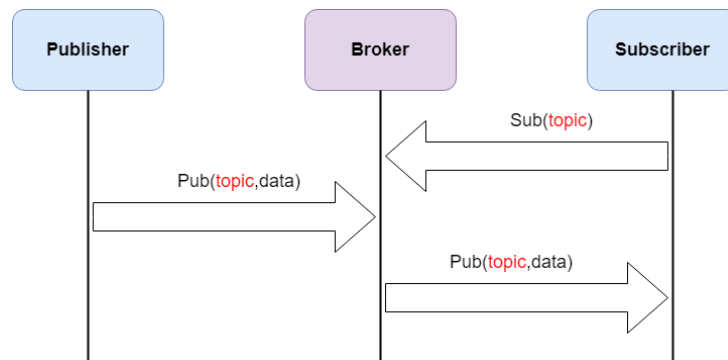 Publisher
Broker
Subscriber
Sub(topic)
Pub(topic,data)
Pub(topic,data)